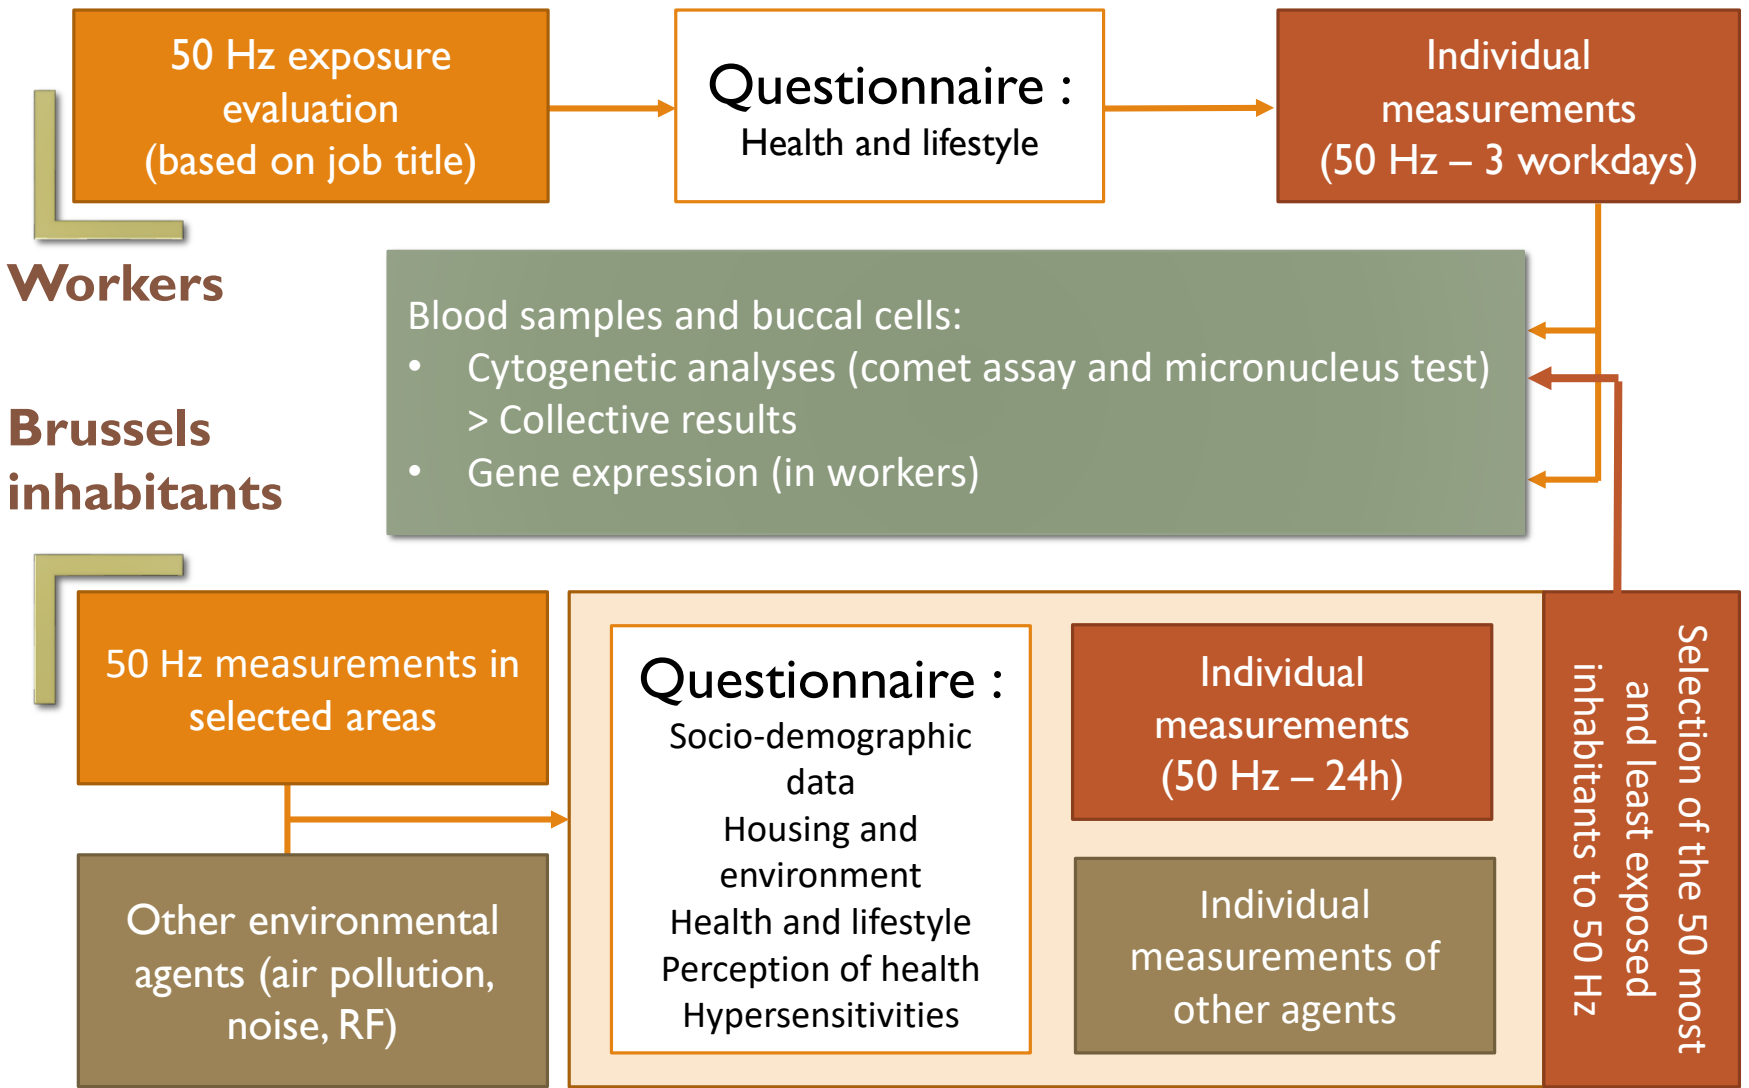 50 Hz exposure
evaluation
(based on job title)
Questionnaire :
Health and lifestyle
Individual
measurements
(50 Hz – 3 workdays)
Workers
Blood samples and buccal cells:
• Cytogenetic analyses (comet assay and micronucleus test)
> Collective results
• Gene expression (in workers)
Brussels
inhabitants
50 Hz measurements in
selected areas
Other environmental
agents (air pollution,
noise, RF)
Questionnaire :
Socio-demographic
data
Housing and
environment
Health and lifestyle
Perception of health
Hypersensitivities
Individual
measurements
(50 Hz – 24h)
Individual
measurements of
other agents
Selection of the 50 most
and least exposed
inhabitants to 50 Hz